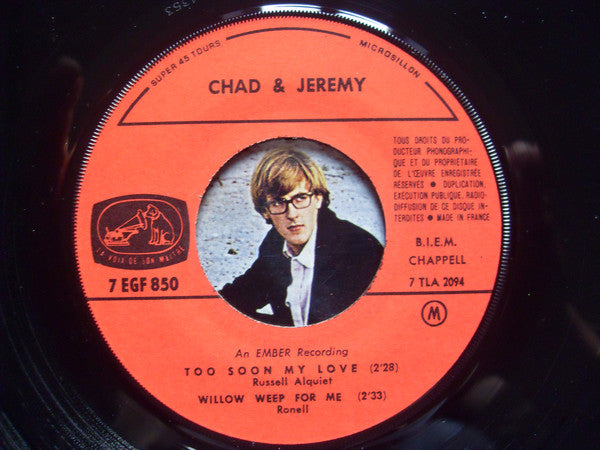 SUPER 45 TOURS
MICROSILLON
CHAD & JEREMY
TOUS DROITS DU PRO-
DUCTEUR PHONOGRAPHI-
QUE ET DU PROPRIÉTAIRE
DE L'ŒUVRE ENREGISTRÉE
RÉSERVÉS • DUPLICATION,
EXÉCUTION PUBLIQUE, RADIO-
DIFFUSION DE CE DISQUE IN-
TERDITES • MADE IN FRANCE
LA VOIX DE SON MAITRE
7 EGF 850
B.I.E.M.
CHAPPELL
7 TLA 2094
M
An EMBER Recording
TOO SOON MY LOVE (2'28)
Russell Alquiet
WILLOW WEEP FOR ME (2'33)
Ronell